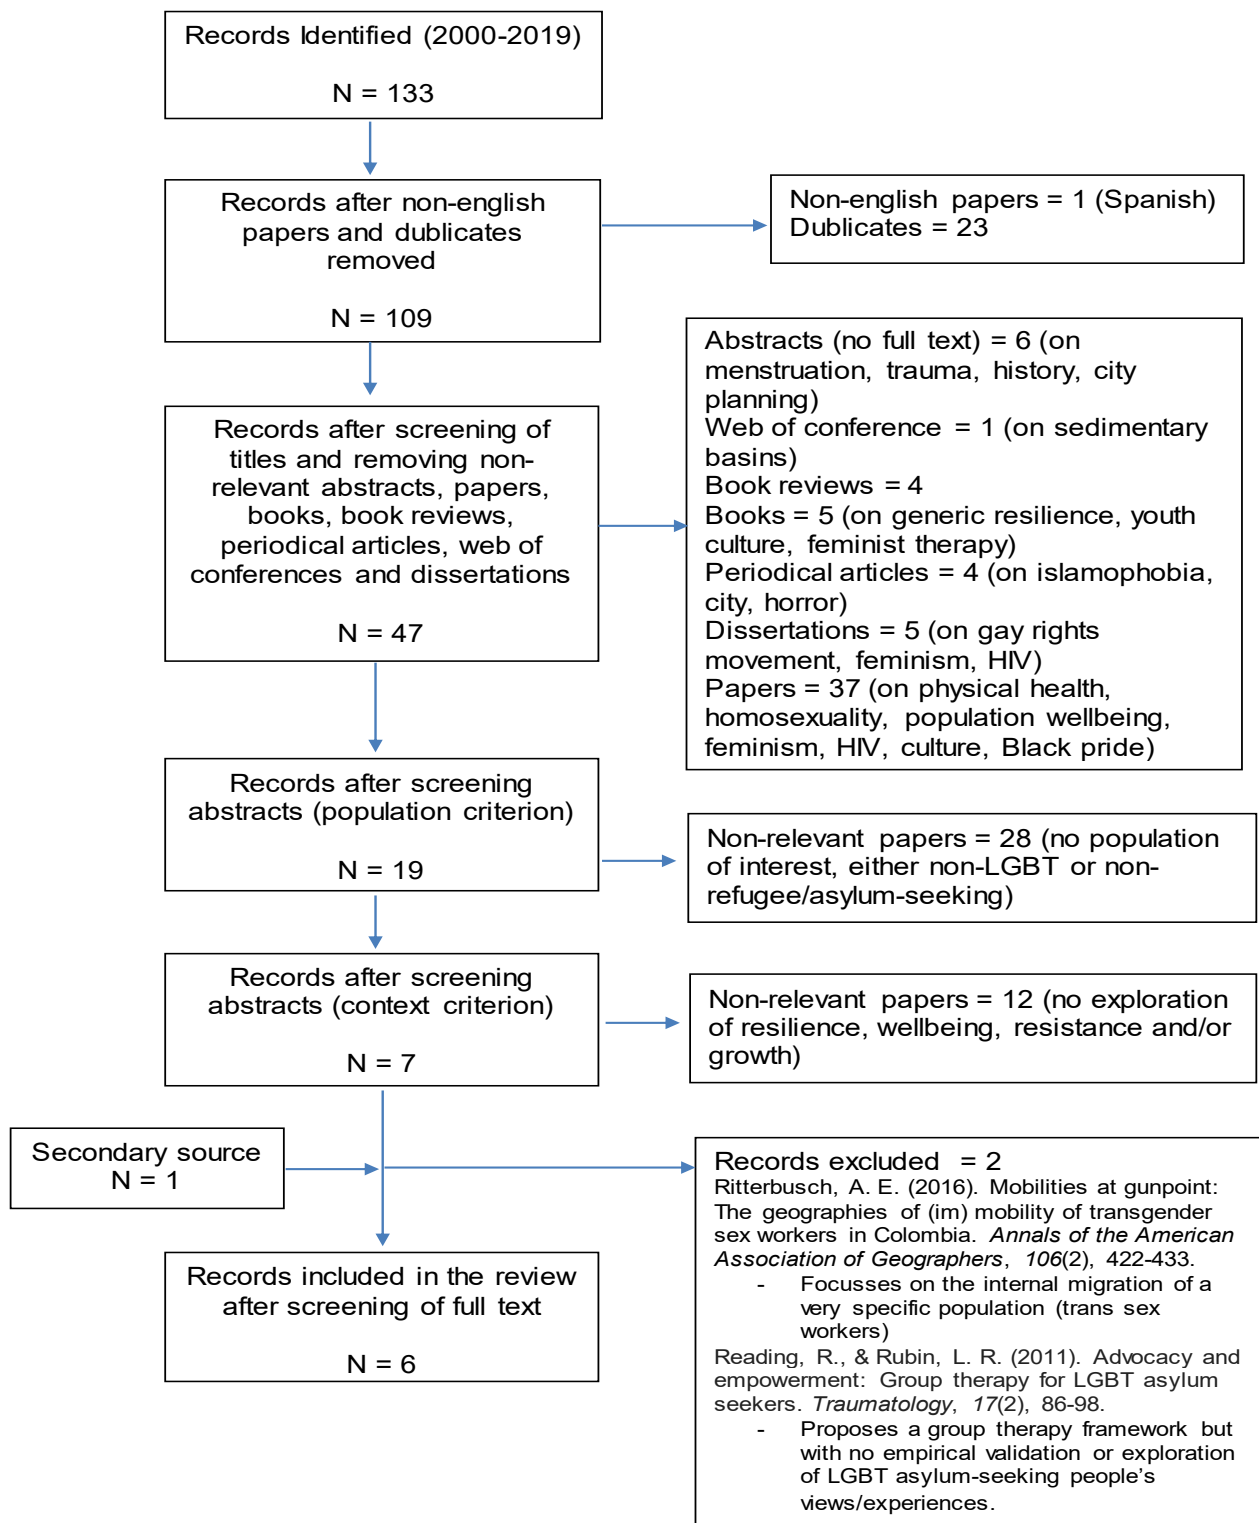 Records Identified (2000-2019)
N = 133
Records after non-english
papers and dublicates
removed
N = 109
Non-english papers = 1 (Spanish)
Dublicates = 23
Records after screening of
titles and removing non-
relevant abstracts, papers,
books, book reviews,
periodical articles, web of
conferences and dissertations
N = 47
Abstracts (no full text) = 6 (on
menstruation, trauma, history, city
planning)
Web of conference = 1 (on sedimentary
basins)
Book reviews = 4
Books = 5 (on generic resilience, youth
culture, feminist therapy)
Periodical articles = 4 (on islamophobia,
city, horror)
Dissertations = 5 (on gay rights
movement, feminism, HIV)
Papers = 37 (on physical health,
homosexuality, population wellbeing,
feminism, HIV, culture, Black pride)
Records after screening
abstracts (population criterion)
N = 19
Non-relevant papers = 28 (no population
of interest, either non-LGBT or non-
refugee/asylum-seeking)
Records after screening
abstracts (context criterion)
N = 7
Non-relevant papers = 12 (no exploration
of resilience, wellbeing, resistance and/or
growth)
Secondary source
N = 1
Records excluded = 2
Ritterbusch, A. E. (2016). Mobilities at gunpoint:
The geographies of (im) mobility of transgender
sex workers in Colombia. Annals of the American
Association of Geographers, 106(2), 422-433.
- Focusses on the internal migration of a
very specific population (trans sex
workers)
Reading, R., & Rubin, L. R. (2011). Advocacy and
empowerment: Group therapy for LGBT asylum
seekers. Traumatology, 17(2), 86-98.
- Proposes a group therapy framework but
with no empirical validation or exploration
of LGBT asylum-seeking people's
views/experiences.
Records included in the review
after screening of full text
N = 6